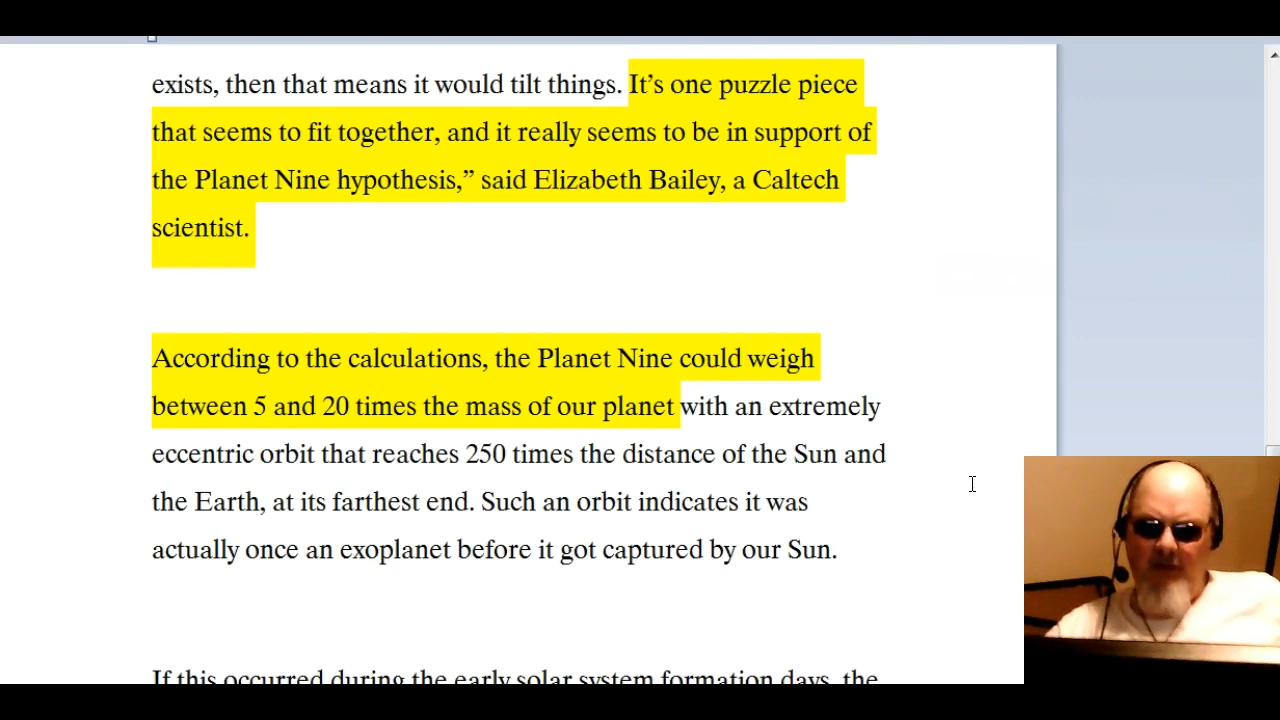 exists, then that means it would tilt things. It’s one puzzle piece
that seems to fit together, and it really seems to be in support of
the Planet Nine hypothesis,” said Elizabeth Bailey, a Caltech
scientist.
According to the calculations, the Planet Nine could weigh
between 5 and 20 times the mass of our planet with an extremely
eccentric orbit that reaches 250 times the distance of the Sun and
the Earth, at its farthest end. Such an orbit indicates it was
actually once an exoplanet before it got captured by our Sun.
If this occurred during the early solar system formation days, the